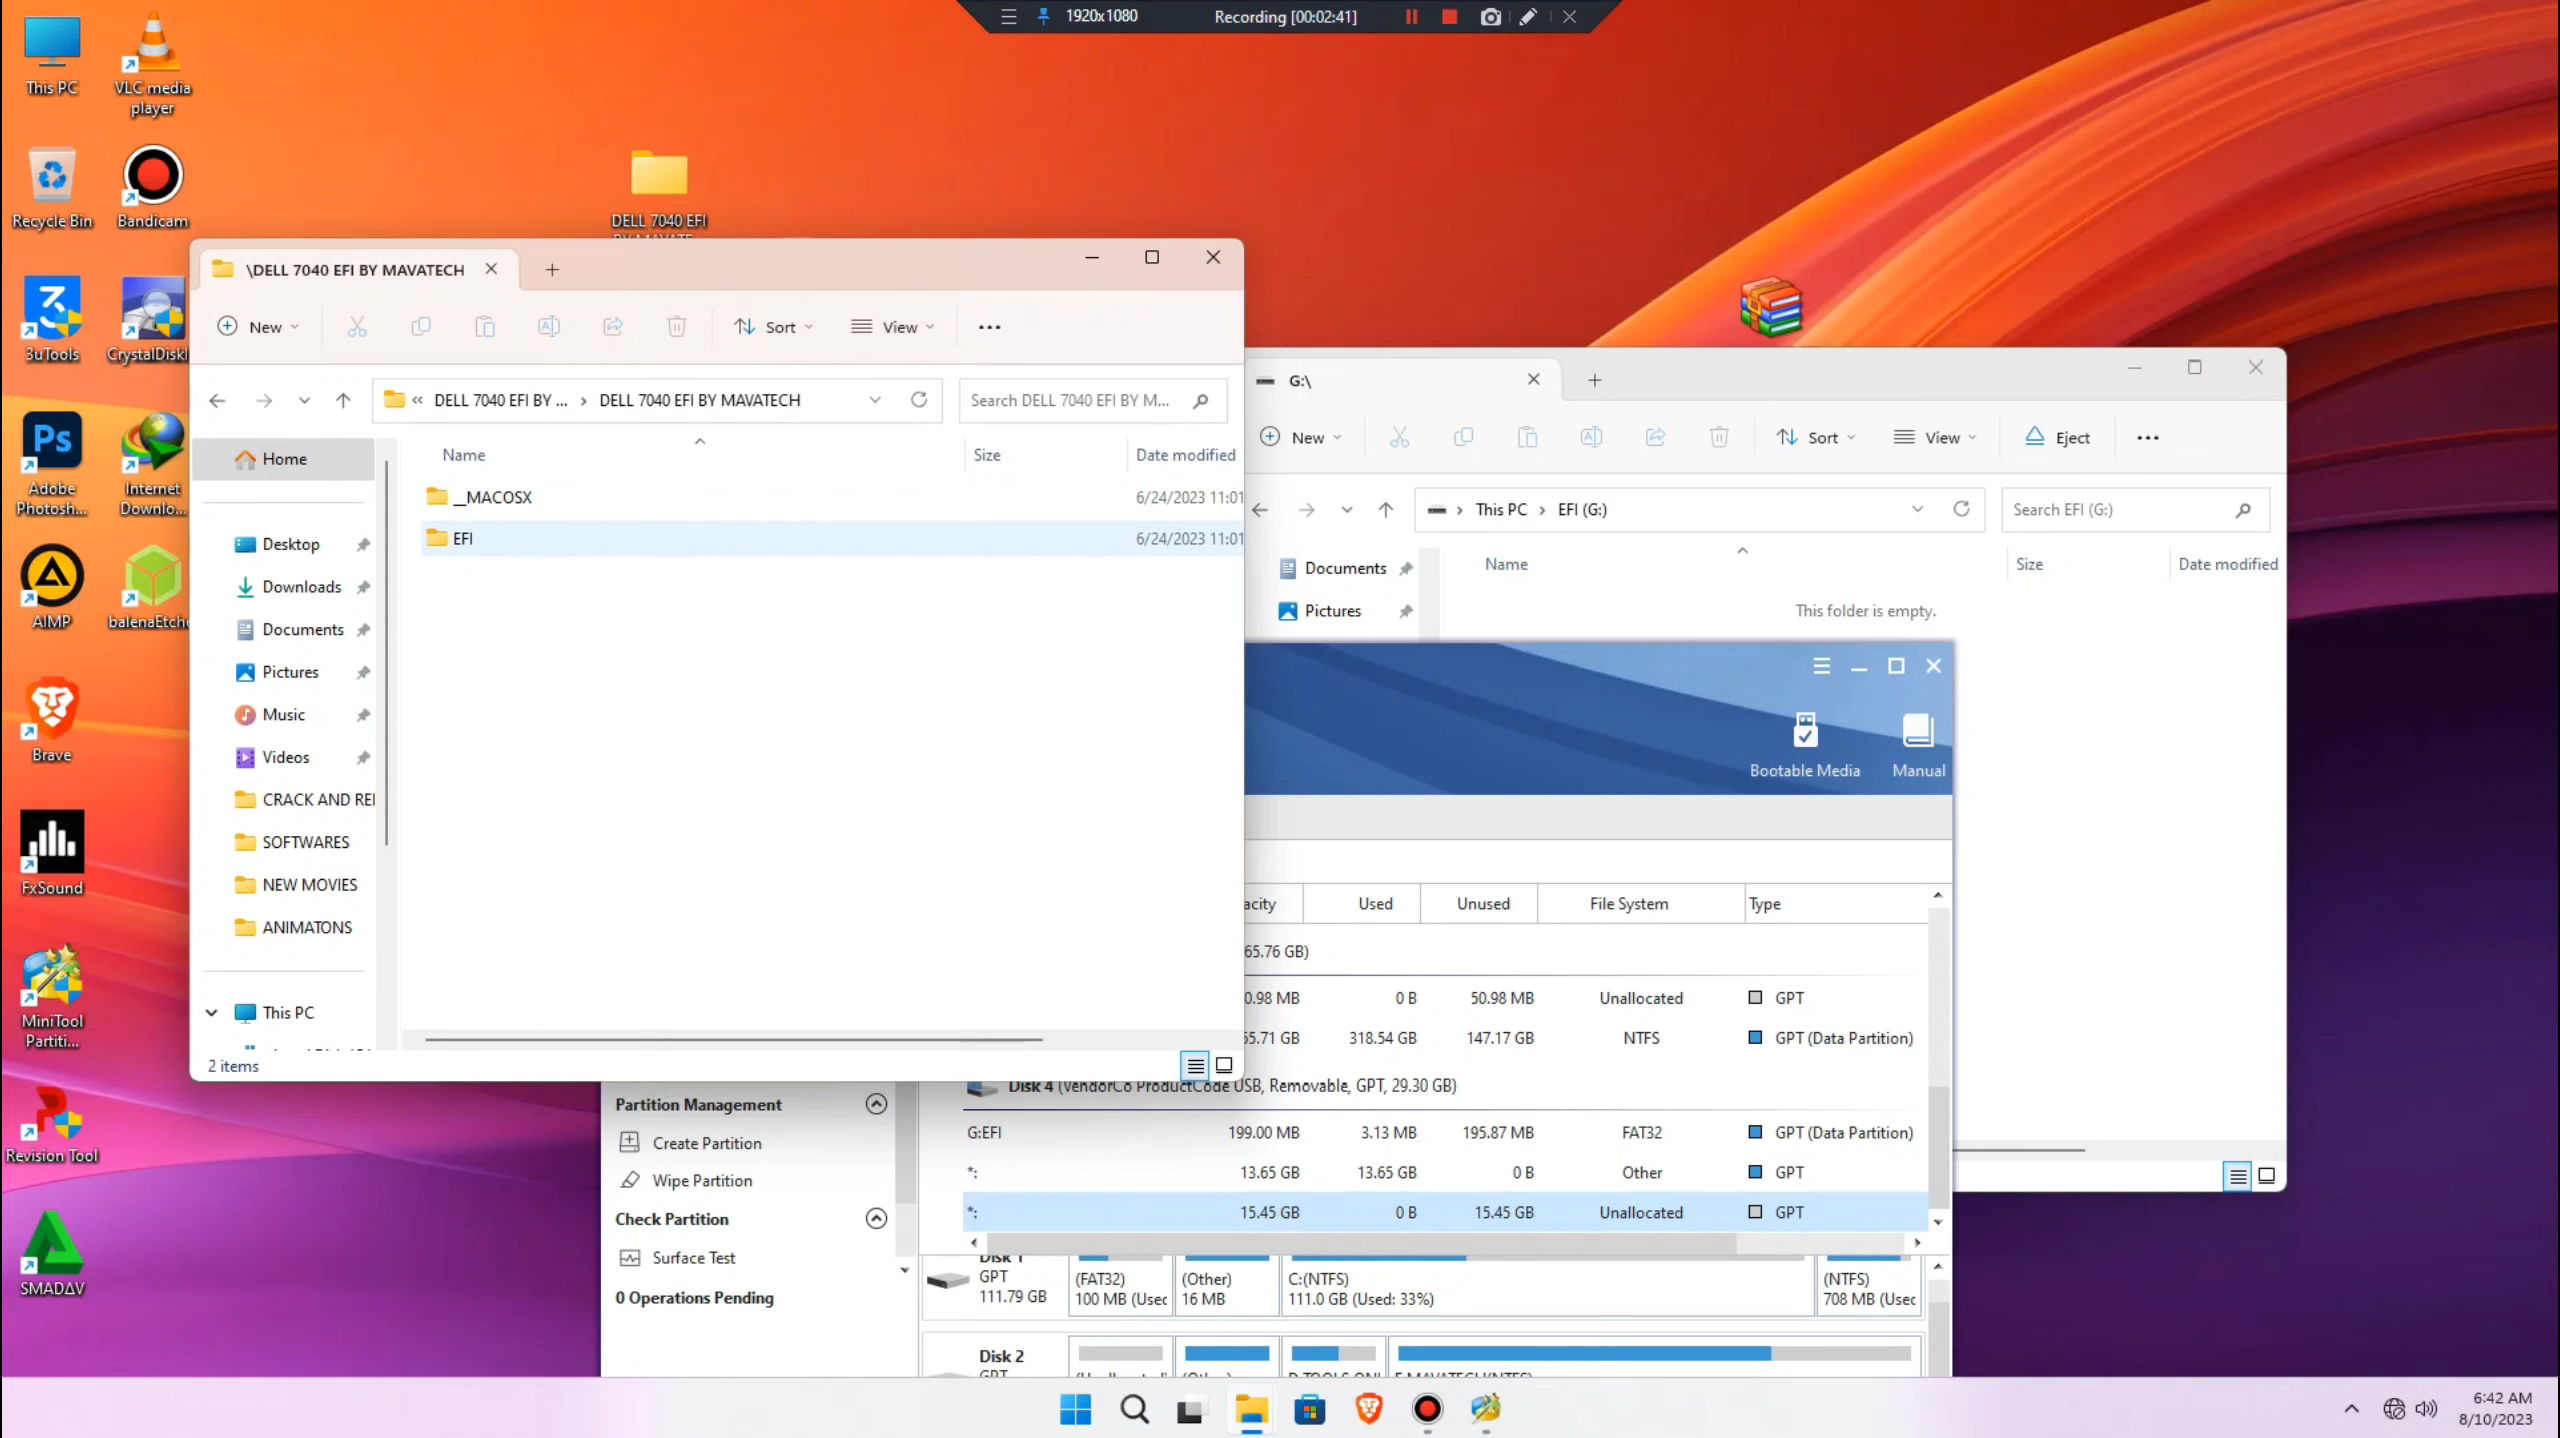 1920x1080
Recording [00:02:41]
This PC
VLC media
player
Recycle Bin
Bandicam
3uTools
CrystalDiskI
Adobe
Photosh...
Internet
Downlo...
AIMP
balenaEtche
Brave
FxSound
MiniTool
Partiti...
Revision Tool
SMADAV
DELL 7040 EFI
\DELL 7040 EFI BY MAVATECH
New
Sort
View
DELL 7040 EFI BY ...
DELL 7040 EFI BY MAVATECH
Search DELL 7040 EFI BY M...
Home
Desktop
Downloads
Documents
Pictures
Music
Videos
CRACK AND RE
SOFTWARES
NEW MOVIES
ANIMATONS
This PC
Name
Size
Date modified
__MACOSX
6/24/2023 11:01
EFI
6/24/2023 11:01
2 items
G:\
New
Sort
View
Eject
This PC
EFI (G:)
Search EFI (G:)
Documents
Pictures
Name
Size
Date modified
This folder is empty.
Bootable Media
Manual
acity
Used
Unused
File System
Type
65.76 GB)
0.98 MB
0 B
50.98 MB
Unallocated
GPT
55.71 GB
318.54 GB
147.17 GB
NTFS
GPT (Data Partition)
Disk 4 (VendorCo ProductCode USB, Removable, GPT, 29.30 GB)
G:EFI
199.00 MB
3.13 MB
195.87 MB
FAT32
GPT (Data Partition)
*:
13.65 GB
13.65 GB
0 B
Other
GPT
*:
15.45 GB
0 B
15.45 GB
Unallocated
GPT
Partition Management
Create Partition
Wipe Partition
Check Partition
Surface Test
0 Operations Pending
Disk 1
GPT
111.79 GB
(FAT32)
100 MB (Used
(Other)
16 MB
C:(NTFS)
111.0 GB (Used: 33%)
(NTFS)
708 MB (Used
Disk 2
6:42 AM
8/10/2023